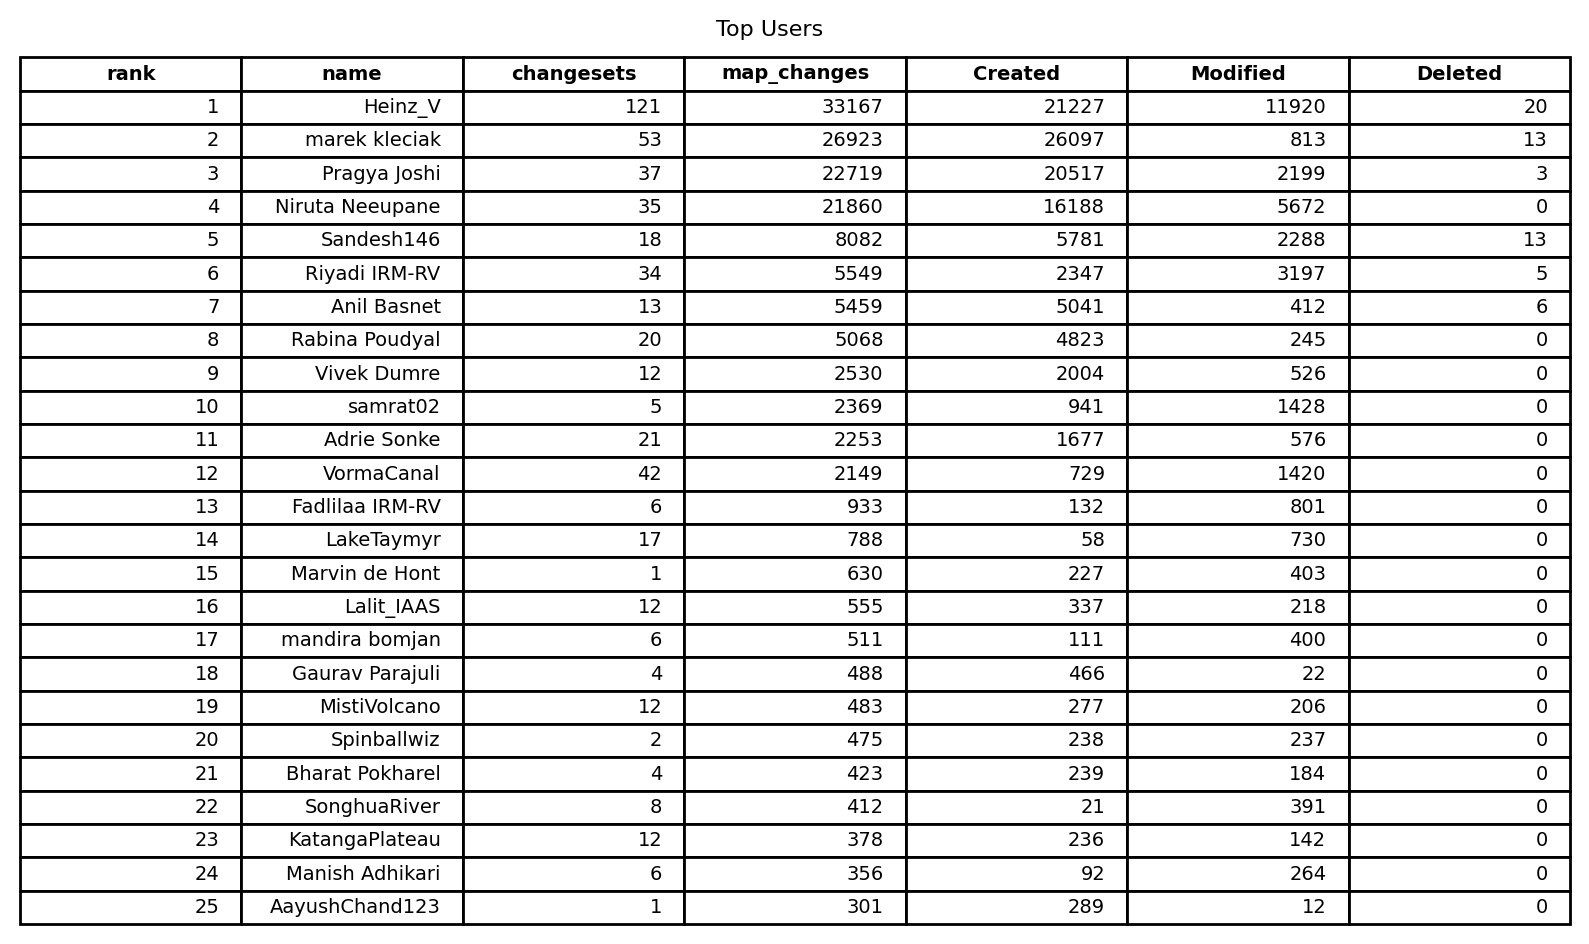 Top Users
rank name changesets map_changes Created Modified Deleted
1 Heinz_V 121 33167 21227 11920 20
2 marek kleciak 53 26923 26097 813 13
3 Pragya Joshi 37 22719 20517 2199 3
4 Niruta Neeupane 35 21860 16188 5672 0
5 Sandesh146 18 8082 5781 2288 13
6 Riyadi IRM-RV 34 5549 2347 3197 5
7 Anil Basnet 13 5459 5041 412 6
8 Rabina Poudyal 20 5068 4823 245 0
9 Vivek Dumre 12 2530 2004 526 0
10 samrat02 5 2369 941 1428 0
11 Adrie Sonke 21 2253 1677 576 0
12 VormaCanal 42 2149 729 1420 0
13 Fadlilaa IRM-RV 6 933 132 801 0
14 LakeTaymyr 17 788 58 730 0
15 Marvin de Hont 1 630 227 403 0
16 Lalit_IAAS 12 555 337 218 0
17 mandira bomjan 6 511 111 400 0
18 Gaurav Parajuli 4 488 466 22 0
19 MistiVolcano 12 483 277 206 0
20 Spinballwiz 2 475 238 237 0
21 Bharat Pokharel 4 423 239 184 0
22 SonghuaRiver 8 412 21 391 0
23 KatangaPlateau 12 378 236 142 0
24 Manish Adhikari 6 356 92 264 0
25 AayushChand123 1 301 289 12 0